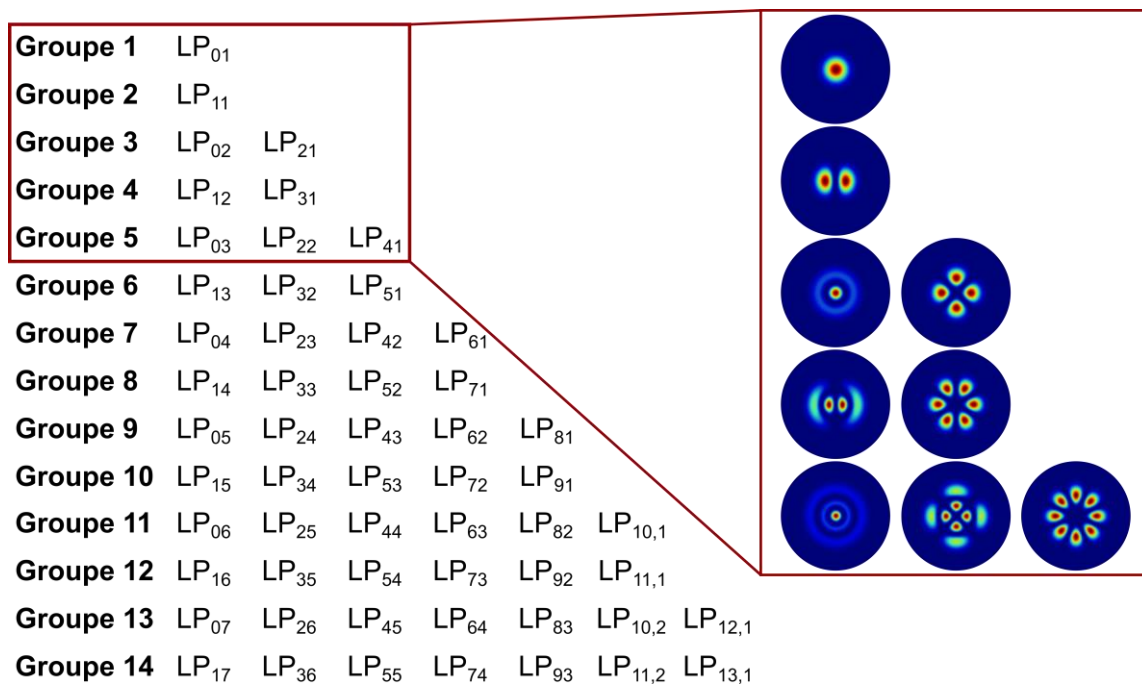 Groupe 1 LP₀₁
Groupe 2 LP₁₁
Groupe 3 LP₀₂ LP₂₁
Groupe 4 LP₁₂ LP₃₁
Groupe 5 LP₀₃ LP₂₂ LP₄₁
Groupe 6 LP₁₃ LP₃₂ LP₅₁
Groupe 7 LP₀₄ LP₂₃ LP₄₂ LP₆₁
Groupe 8 LP₁₄ LP₃₃ LP₅₂ LP₇₁
Groupe 9 LP₀₅ LP₂₄ LP₄₃ LP₆₂ LP₈₁
Groupe 10 LP₁₅ LP₃₄ LP₅₃ LP₇₂ LP₉₁
Groupe 11 LP₀₆ LP₂₅ LP₄₄ LP₆₃ LP₈₂ LP₁₀,₁
Groupe 12 LP₁₆ LP₃₅ LP₅₄ LP₇₃ LP₉₂ LP₁₁,₁
Groupe 13 LP₀₇ LP₂₆ LP₄₅ LP₆₄ LP₈₃ LP₁₀,₂ LP₁₂,₁
Groupe 14 LP₁₇ LP₃₆ LP₅₅ LP₇₄ LP₉₃ LP₁₁,₂ LP₁₃,₁